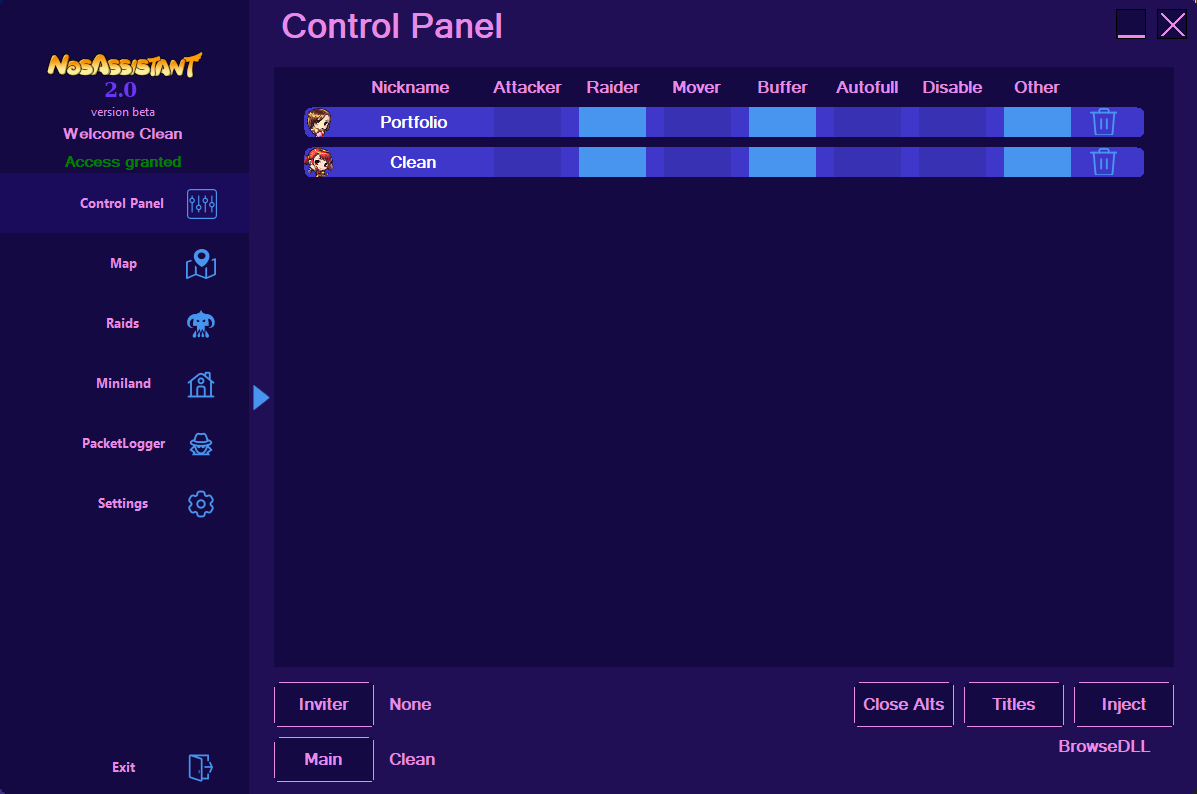 NosAssistant
2.0
version beta
Welcome Clean
Access granted
Control Panel
Map
Raids
Miniland
PacketLogger
Settings
Exit
Control Panel
Nickname Attacker Raider Mover Buffer Autofull Disable Other
Portfolio
Clean
Inviter None Close Alts Titles Inject
BrowseDLL
Main Clean